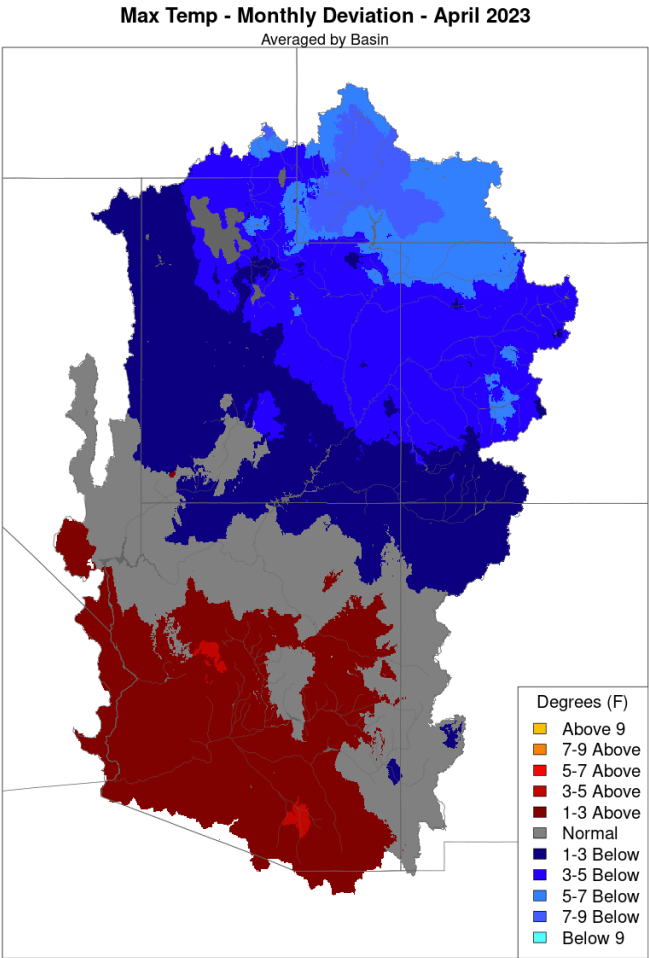 Max Temp - Monthly Deviation - April 2023
Averaged by Basin
Degrees (F)
Above 9
7-9 Above
5-7 Above
3-5 Above
1-3 Above
Normal
1-3 Below
3-5 Below
5-7 Below
7-9 Below
Below 9